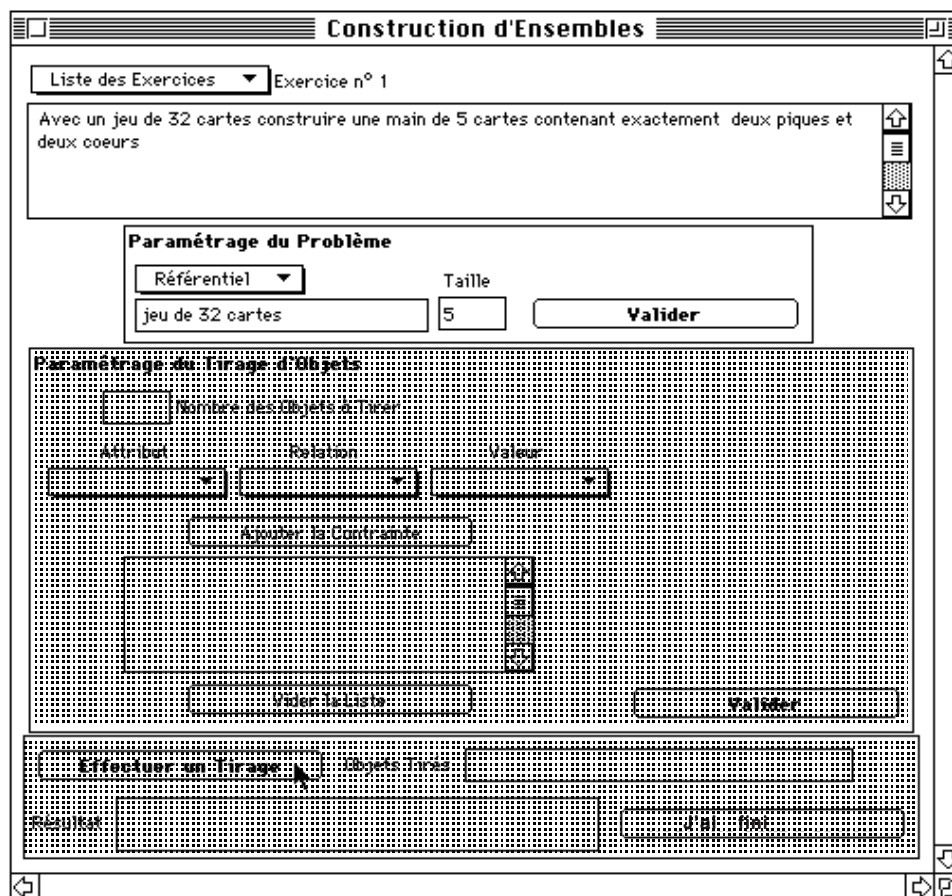 Construction d'Ensembles
Liste des Exercices Exercice n° 1
Avec un jeu de 32 cartes construire une main de 5 cartes contenant exactement deux piques et
deux coeurs
Paramétrage du Problème
Référentiel Taille
jeu de 32 cartes 5 Valider
Paramétrage du Tirage d'Objets
Nombre des Objets à Tirer
Attribut Relation Valeur
Ajouter la Contrainte
Vider la Liste Valider
Effectuer un Tirage Objets Tirés
Résultat J'ai fini